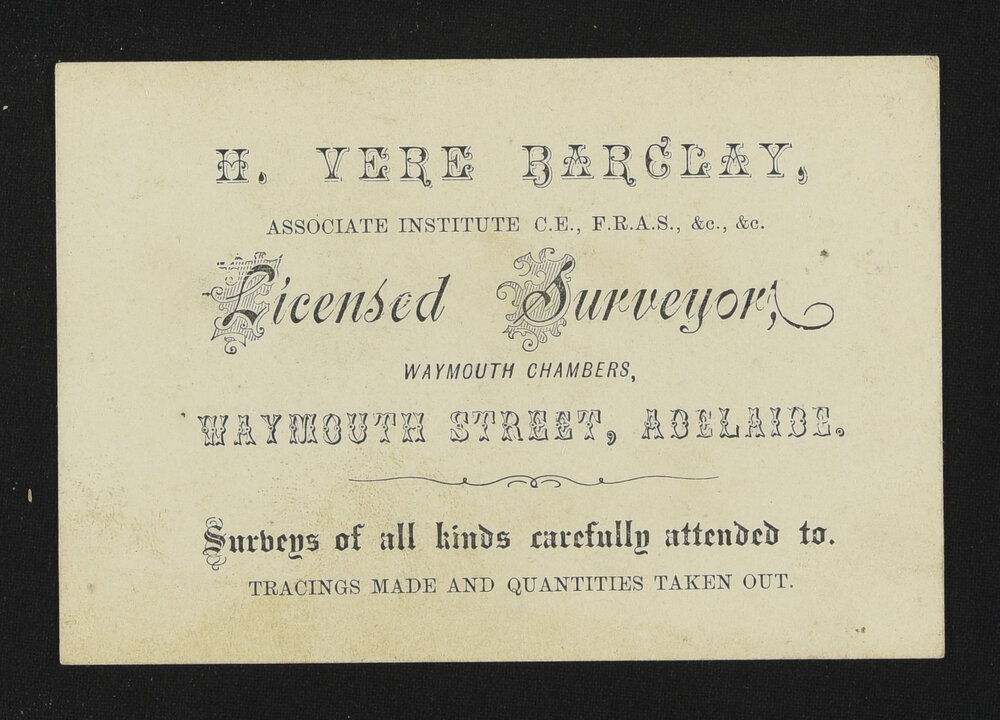 H. VERE BARCLAY,
ASSOCIATE INSTITUTE C.E., F.R.A.S., &c., &c.
Licensed Surveyor,
WAYMOUTH CHAMBERS,
WAYMOUTH STREET, ADELAIDE.
Surveys of all kinds carefully attended to.
TRACINGS MADE AND QUANTITIES TAKEN OUT.